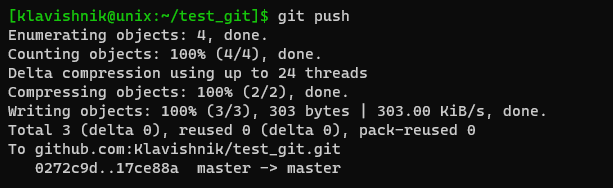 [klavishnik@unix:~/test_git]$ git push
Enumerating objects: 4, done.
Counting objects: 100% (4/4), done.
Delta compression using up to 24 threads
Compressing objects: 100% (2/2), done.
Writing objects: 100% (3/3), 303 bytes | 303.00 KiB/s, done.
Total 3 (delta 0), reused 0 (delta 0), pack-reused 0
To github.com:Klavishnik/test_git.git
   0272c9d..17ce88a  master -> master